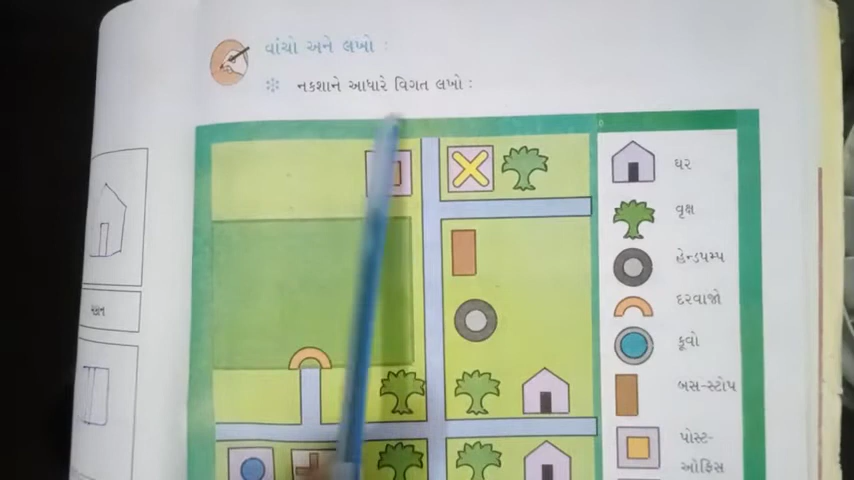 વાંચો અને લખો :
નકશાને આધારે વિગત લખો :
ઘર
વૃક્ષ
હેન્ડપમ્પ
દરવાજો
કૂવો
બસ-સ્ટોપ
પોસ્ટ-
ઑફિસ